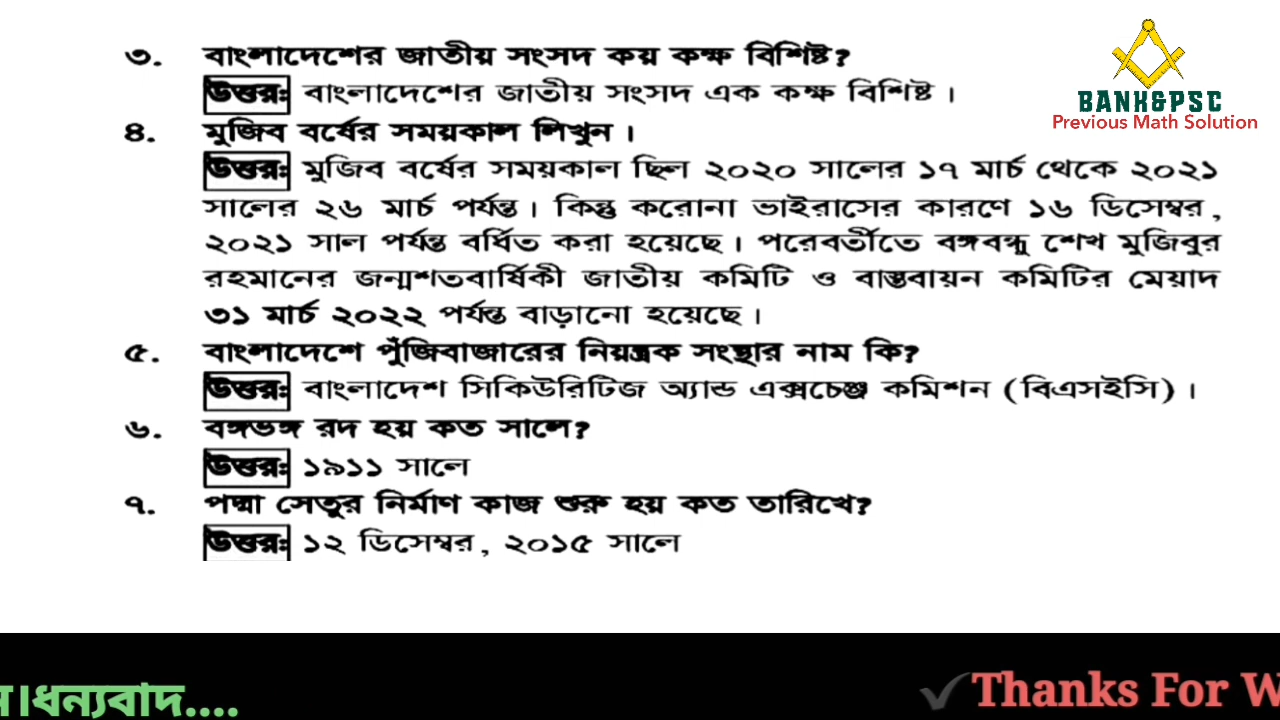 ৩. বাংলাদেশের জাতীয় সংসদ কয় কক্ষ বিশিষ্ট?
উত্তর: বাংলাদেশের জাতীয় সংসদ এক কক্ষ বিশিষ্ট ।
৪. মুজিব বর্ষের সময়কাল লিখুন ।
উত্তর: মুজিব বর্ষের সময়কাল ছিল ২০২০ সালের ১৭ মার্চ থেকে ২০২১
সালের ২৬ মার্চ পর্যন্ত । কিন্তু করোনা ভাইরাসের কারণে ১৬ ডিসেম্বর,
২০২১ সাল পর্যন্ত বর্ধিত করা হয়েছে । পরেবর্তীতে বঙ্গবন্ধু শেখ মুজিবুর
রহমানের জন্মশতবার্ষিকী জাতীয় কমিটি ও বাস্তবায়ন কমিটির মেয়াদ
৩১ মার্চ ২০২২ পর্যন্ত বাড়ানো হয়েছে ।
৫. বাংলাদেশে পুঁজিবাজারের নিয়ন্ত্রক সংস্থার নাম কি?
উত্তর: বাংলাদেশ সিকিউরিটিজ অ্যান্ড এক্সচেঞ্জ কমিশন (বিএসইসি) ।
৬. বঙ্গভঙ্গ রদ হয় কত সালে?
উত্তর: ১৯১১ সালে
৭. পদ্মা সেতুর নির্মাণ কাজ শুরু হয় কত তারিখে?
উত্তর: ১২ ডিসেম্বর, ২০১৫ সালে
BANK&PSC
Previous Math Solution
।ধন্যবাদ....
Thanks For